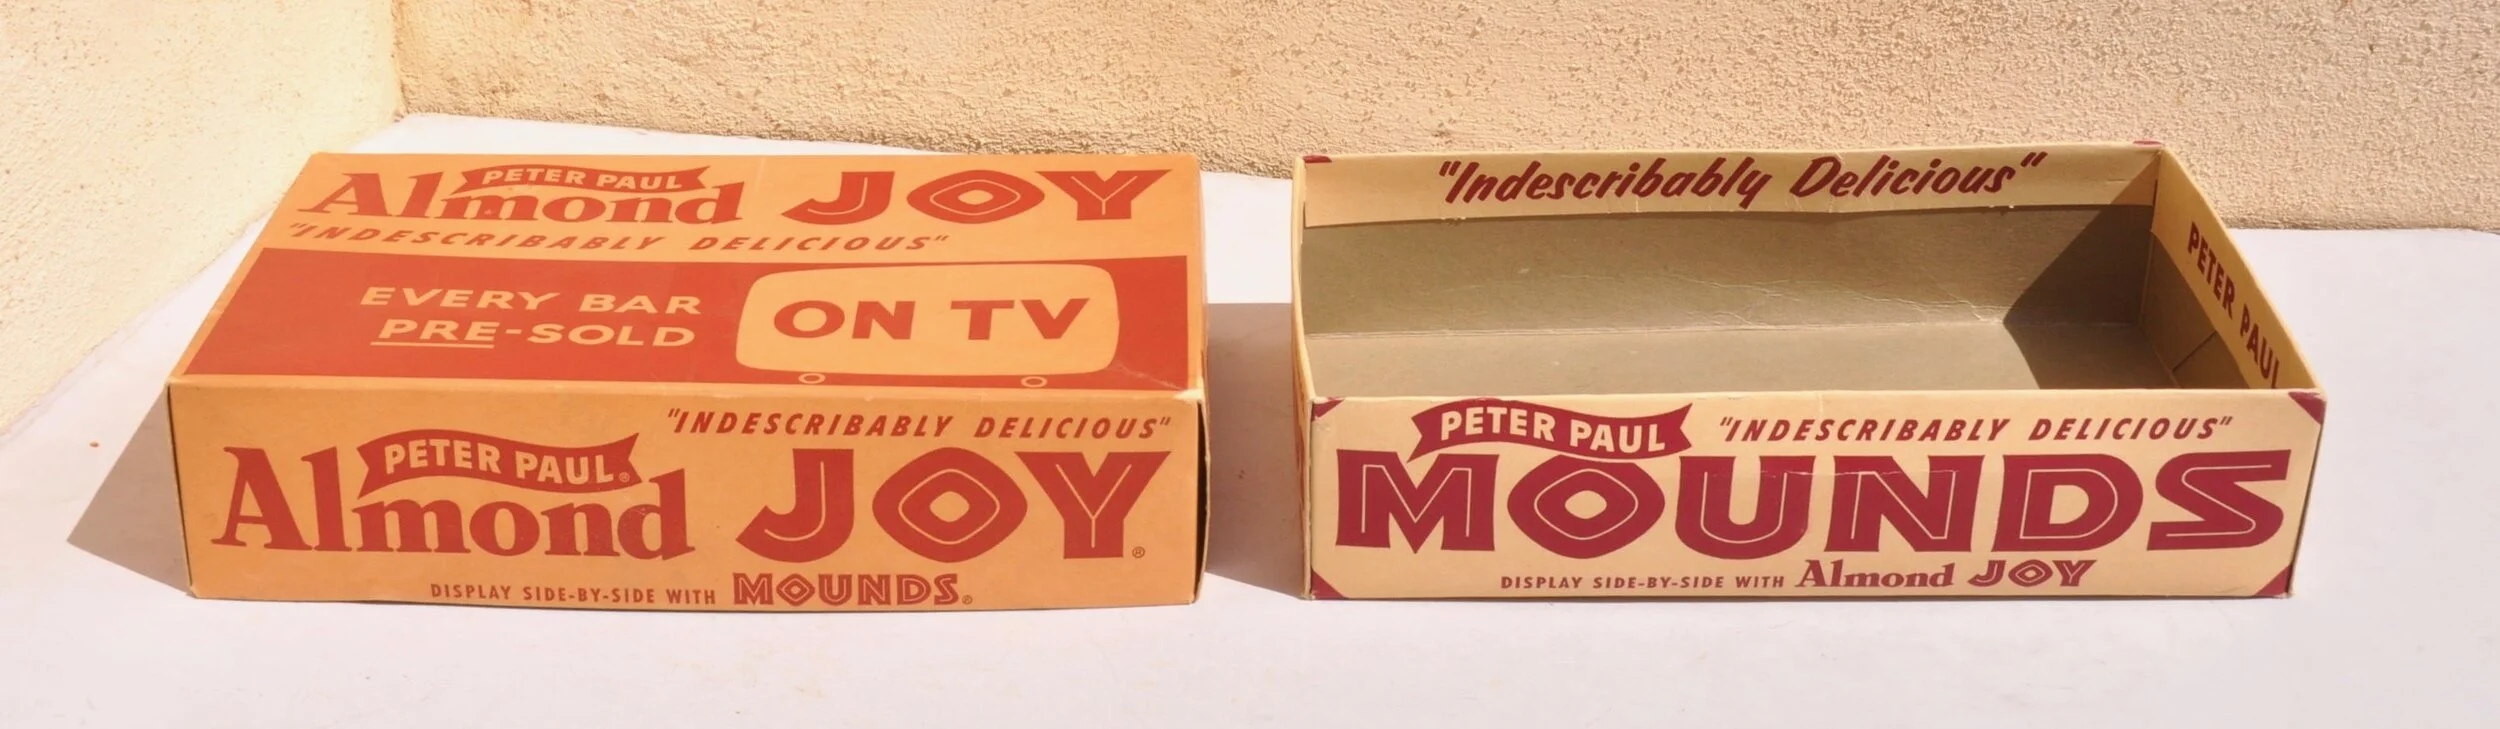 PETER PAUL
Almond JOY
"INDESCRIBABLY DELICIOUS"
EVERY BAR
PRE-SOLD
ON TV
"INDESCRIBABLY DELICIOUS"
PETER PAUL®
Almond JOY®
DISPLAY SIDE-BY-SIDE WITH MOUNDS®
"Indescribably Delicious"
PETER PAUL
PETER PAUL
"INDESCRIBABLY DELICIOUS"
MOUNDS
DISPLAY SIDE-BY-SIDE WITH Almond JOY